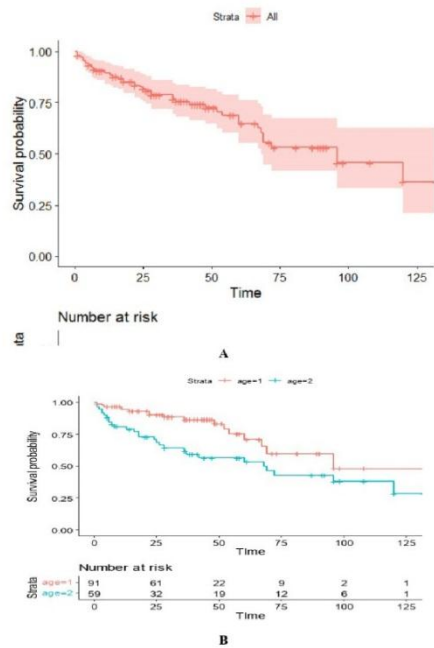 Strata All
1.00
0.75
0.50
0.25
0.00
Survival probability
0 25 50 75 100 125
Time
Number at risk
ata
A
Strata age=1 age=2
1.00
0.75
0.50
0.25
0.00
Survival probability
0 25 50 75 100 125
Time
Number at risk
Strata
age=1 91 61 22 9 2 1
age=2 59 32 19 12 6 1
0 25 50 75 100 125
Time
B